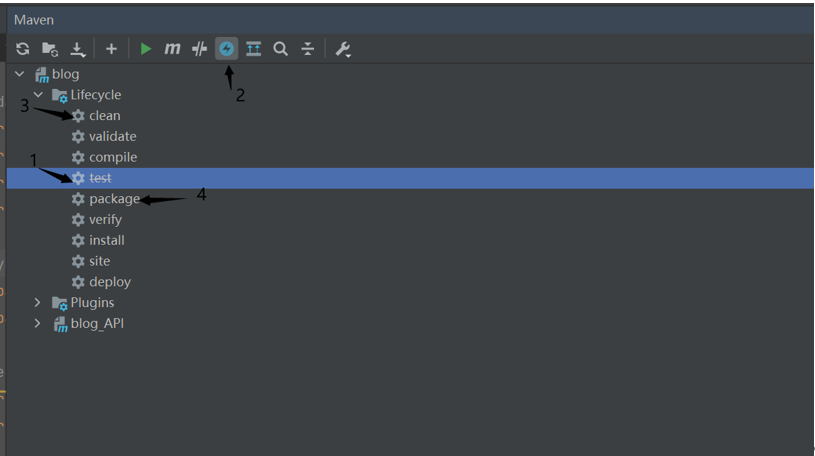 Maven
m
blog
Lifecycle
3
clean
2
validate
compile
1
test
package
4
verify
install
site
deploy
Plugins
blog_API